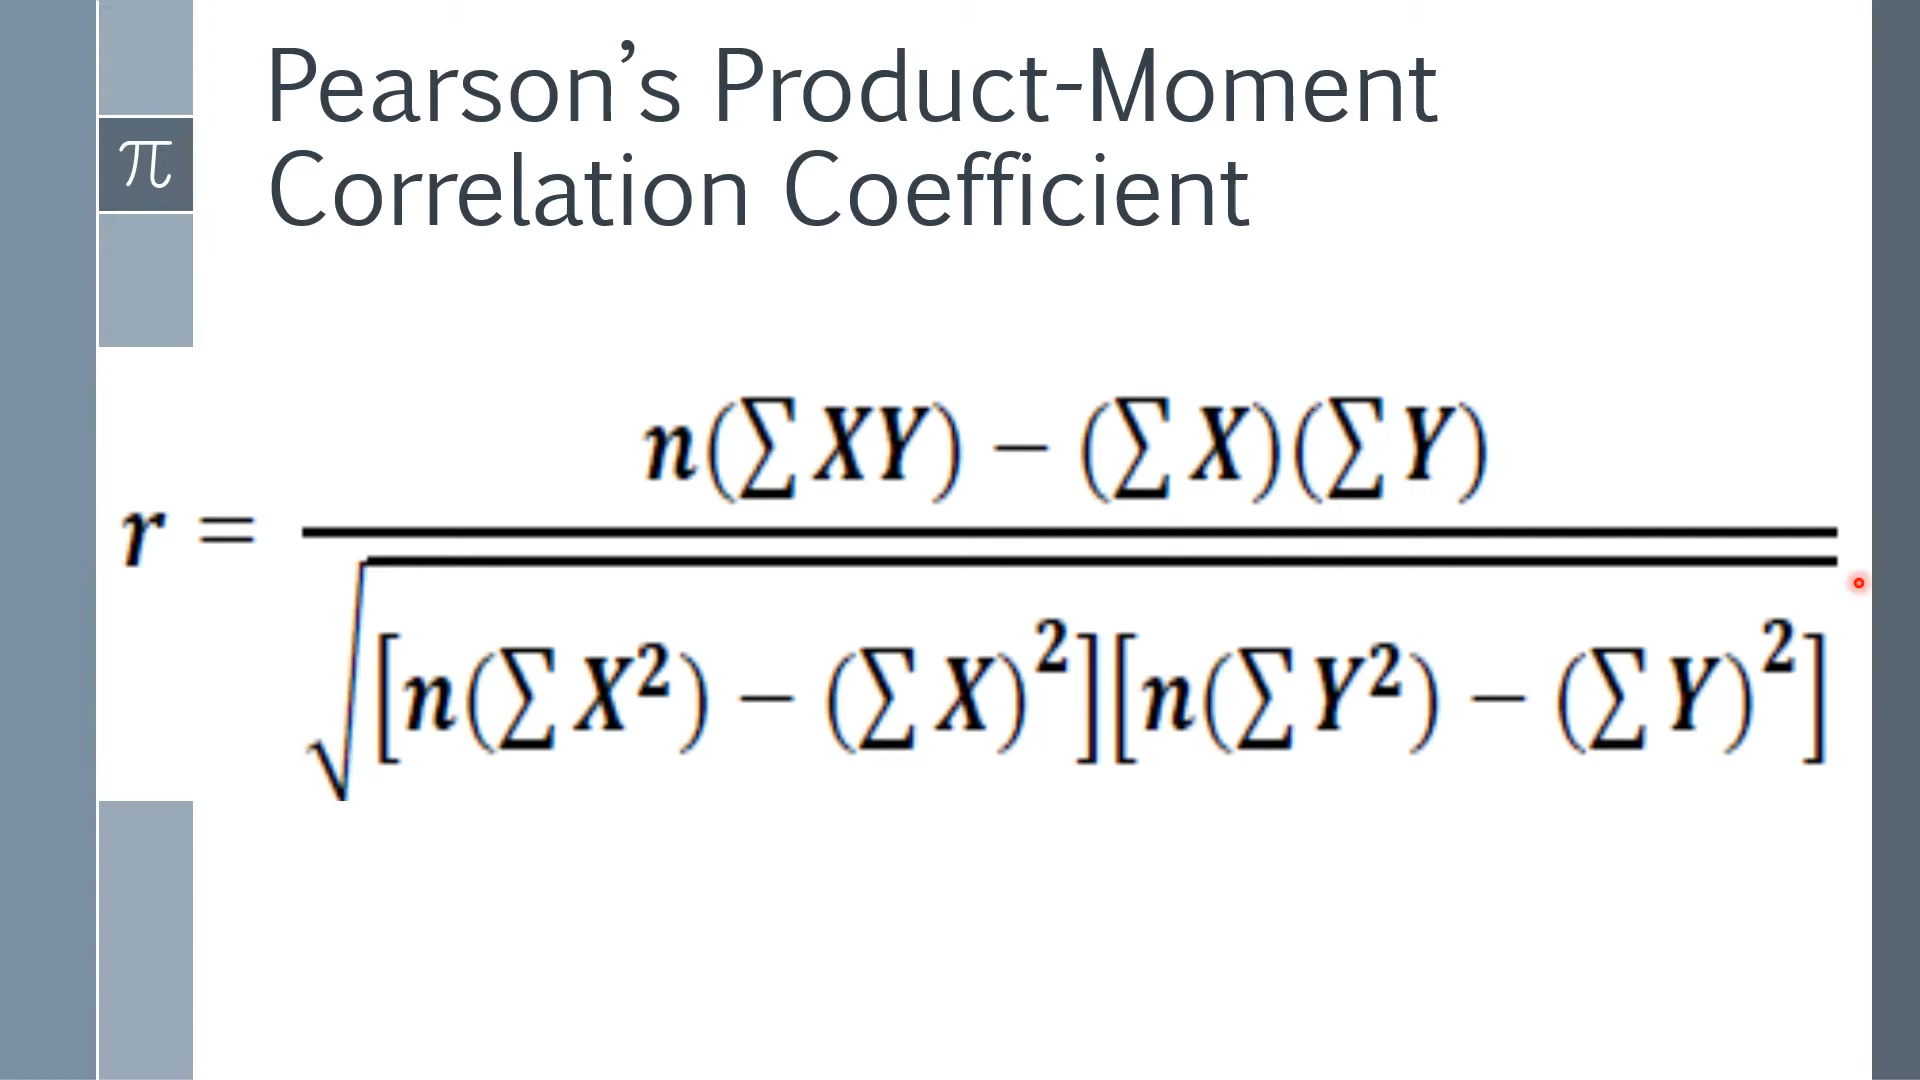 Pearson’s Product-Moment
Correlation Coefficient
π
r = n(∑ XY) − (∑ X)(∑ Y)
√[n(∑ X²) − (∑ X)²][n(∑ Y²) − (∑ Y)²]